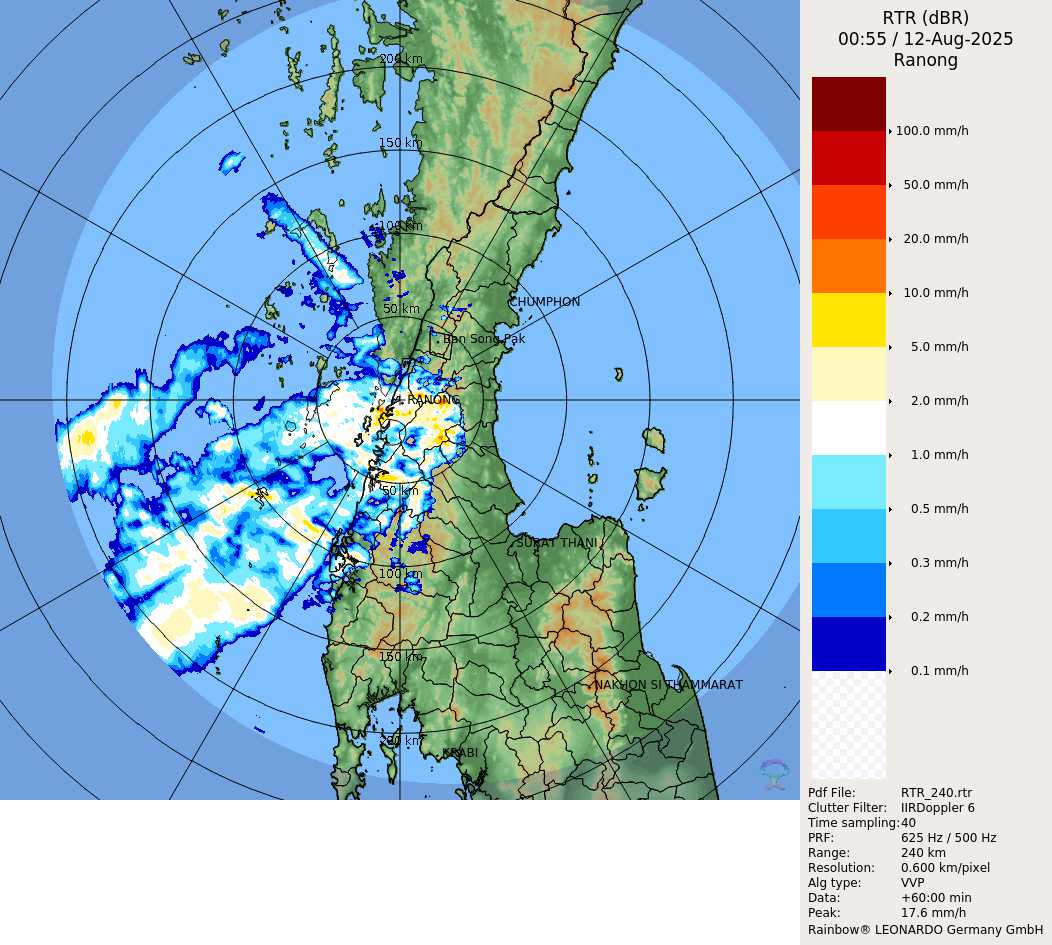 RTR (dBR)
00:55 / 12-Aug-2025
Ranong
200 km
150 km
100 km
50 km
CHUMPHON
Ban Song Pak
RANONG
50 km
SURAT THANI
100 km
150 km
NAKHON SI THAMMARAT
200 km
KRABI
100.0 mm/h
50.0 mm/h
20.0 mm/h
10.0 mm/h
5.0 mm/h
2.0 mm/h
1.0 mm/h
0.5 mm/h
0.3 mm/h
0.2 mm/h
0.1 mm/h
Pdf File: RTR_240.rtr
Clutter Filter: IIRDoppler 6
Time sampling:40
PRF: 625 Hz / 500 Hz
Range: 240 km
Resolution: 0.600 km/pixel
Alg type: VVP
Data: +60:00 min
Peak: 17.6 mm/h
Rainbow® LEONARDO Germany GmbH